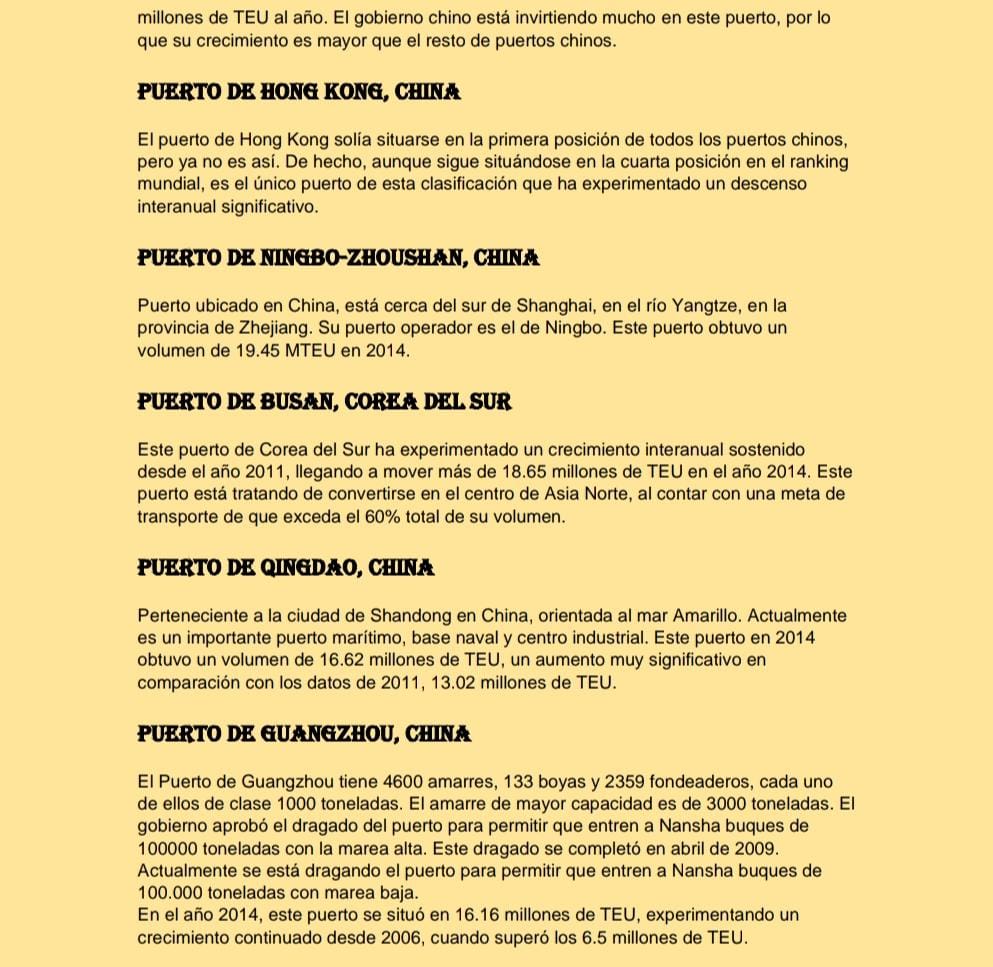 millones de TEU al año. El gobierno chino está invirtiendo mucho en este puerto, por lo
que su crecimiento es mayor que el resto de puertos chinos.
PUERTO DE HONG KONG, CHINA
El puerto de Hong Kong solía situarse en la primera posición de todos los puertos chinos,
pero ya no es así. De hecho, aunque sigue situándose en la cuarta posición en el ranking
mundial, es el único puerto de esta clasificación que ha experimentado un descenso
interanual significativo.
PUERTO DE NINGBO-ZHOUSHAN, CHINA
Puerto ubicado en China, está cerca del sur de Shanghai, en el río Yangtze, en la
provincia de Zhejiang. Su puerto operador es el de Ningbo. Este puerto obtuvo un
volumen de 19.45 MTEU en 2014.
PUERTO DE BUSAN, COREA DEL SUR
Este puerto de Corea del Sur ha experimentado un crecimiento interanual sostenido
desde el año 2011, llegando a mover más de 18.65 millones de TEU en el año 2014. Este
puerto está tratando de convertirse en el centro de Asia Norte, al contar con una meta de
transporte de que exceda el 60% total de su volumen.
PUERTO DE QINGDAO, CHINA
Perteneciente a la ciudad de Shandong en China, orientada al mar Amarillo. Actualmente
es un importante puerto marítimo, base naval y centro industrial. Este puerto en 2014
obtuvo un volumen de 16.62 millones de TEU, un aumento muy significativo en
comparación con los datos de 2011, 13.02 millones de TEU.
PUERTO DE GUANGZHOU, CHINA
El Puerto de Guangzhou tiene 4600 amarres, 133 boyas y 2359 fondeaderos, cada uno
de ellos de clase 1000 toneladas. El amarre de mayor capacidad es de 3000 toneladas. El
gobierno aprobó el dragado del puerto para permitir que entren a Nansha buques de
100000 toneladas con la marea alta. Este dragado se completó en abril de 2009.
Actualmente se está dragando el puerto para permitir que entren a Nansha buques de
100.000 toneladas con marea baja.
En el año 2014, este puerto se situó en 16.16 millones de TEU, experimentando un
crecimiento continuado desde 2006, cuando superó los 6.5 millones de TEU.